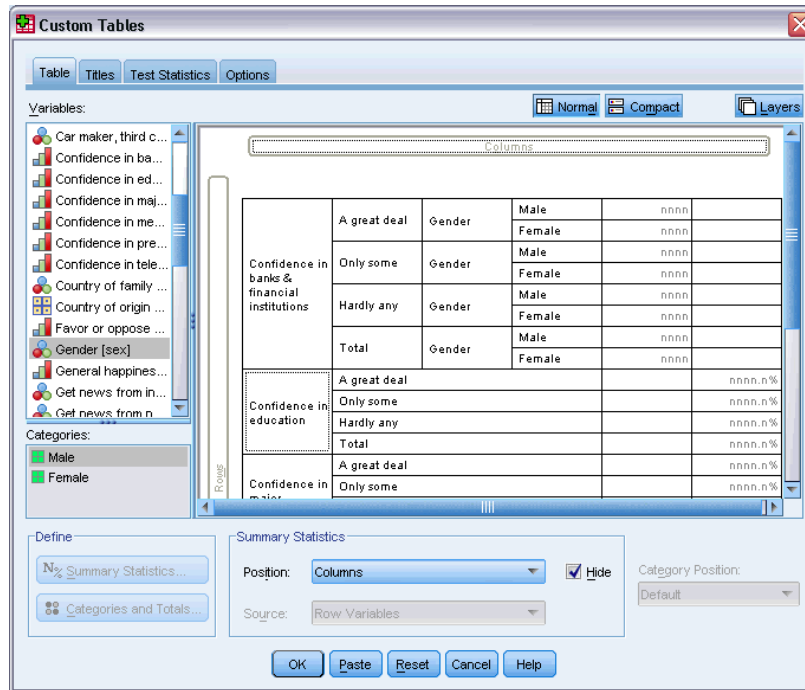 Custom Tables
Table Titles Test Statistics Options
Variables:
Normal Compact Layers
Car maker, third c...
Confidence in ba...
Confidence in ed...
Confidence in maj...
Confidence in me...
Confidence in pre...
Confidence in tele...
Country of family ...
Country of origin ...
Favor or oppose ...
Gender [sex]
General happines...
Get news from in...
Get news from n...
Categories:
Male
Female
Columns
Rows
Confidence in
banks &
financial
institutions
A great deal Gender Male nnnn
Female nnnn
Only some Gender Male nnnn
Female nnnn
Hardly any Gender Male nnnn
Female nnnn
Total Gender Male nnnn
Female nnnn
Confidence in
education
A great deal nnnn.n%
Only some nnnn.n%
Hardly any nnnn.n%
Total nnnn.n%
Confidence in
major
A great deal nnnn.n%
Only some nnnn.n%
Define
N% Summary Statistics...
Categories and Totals...
Summary Statistics
Position: Columns Hide
Source: Row Variables
Category Position:
Default
OK Paste Reset Cancel Help